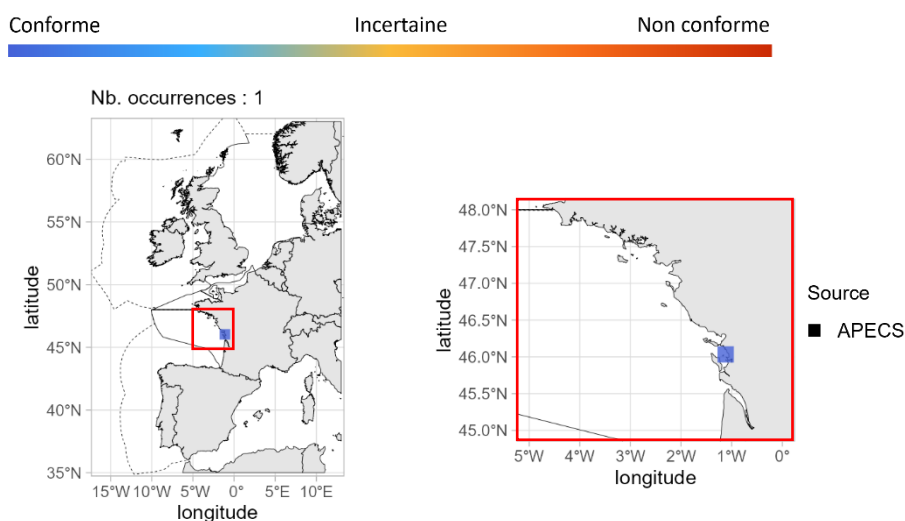 Conforme Incertaine Non conforme
Nb. occurrences : 1
60°N
55°N
50°N
45°N
40°N
35°N
latitude
15°W 10°W 5°W 0° 5°E 10°E
longitude
48.0°N
47.5°N
47.0°N
46.5°N
46.0°N
45.5°N
45.0°N
latitude
5°W 4°W 3°W 2°W 1°W 0°
longitude
Source
APECS